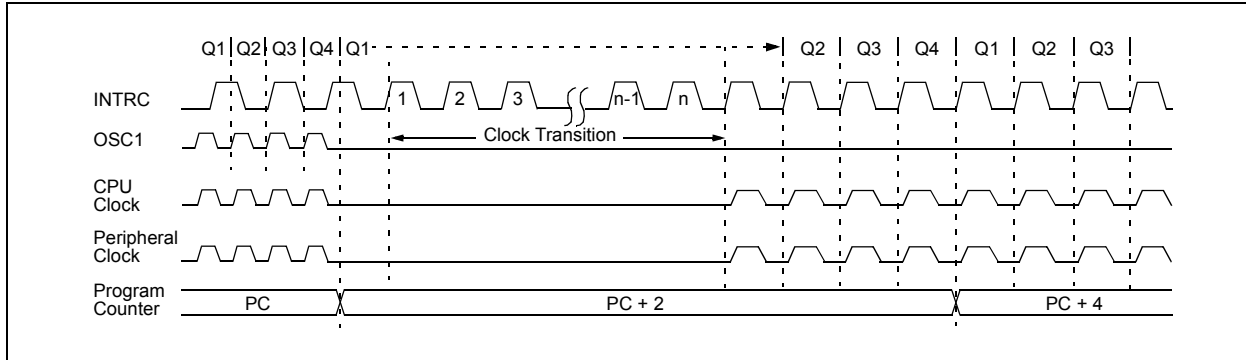 Q1 Q2 Q3 Q4 Q1 Q2 Q3 Q4 Q1 Q2 Q3
INTRC
1 2 3 n-1 n
OSC1
Clock Transition
CPU
Clock
Peripheral
Clock
Program
Counter
PC PC + 2 PC + 4